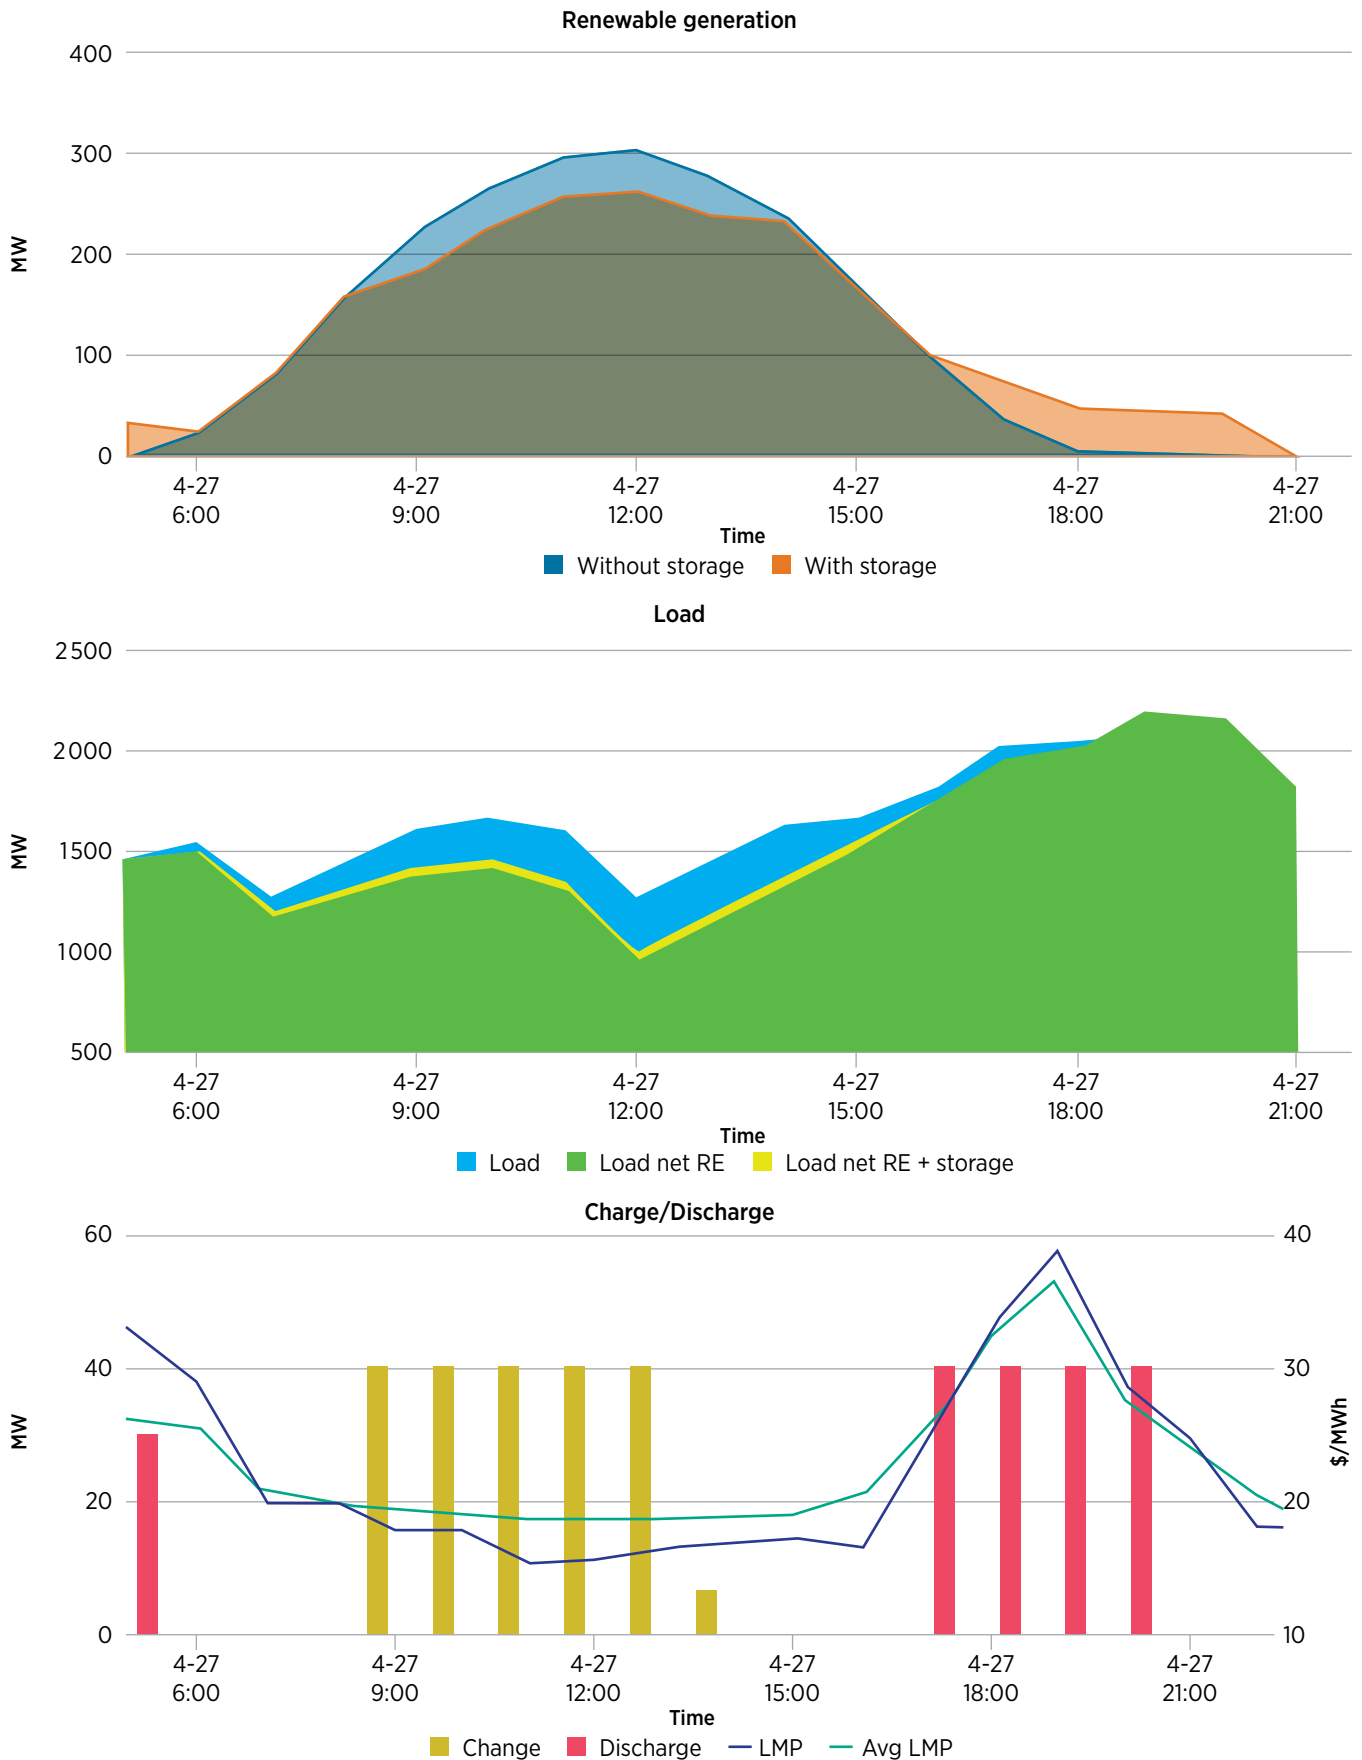 Renewable generation
400
300
200
100
0
MW
4-27 4-27 4-27 4-27 4-27 4-27
6:00 9:00 12:00 15:00 18:00 21:00
Time
Without storage With storage
Load
2500
2000
1500
1000
500
MW
4-27 4-27 4-27 4-27 4-27 4-27
6:00 9:00 12:00 15:00 18:00 21:00
Time
Load Load net RE Load net RE + storage
Charge/Discharge
60 40
40 30
20 20
0 10
MW
$/MWh
4-27 4-27 4-27 4-27 4-27 4-27
6:00 9:00 12:00 15:00 18:00 21:00
Time
Change Discharge LMP Avg LMP